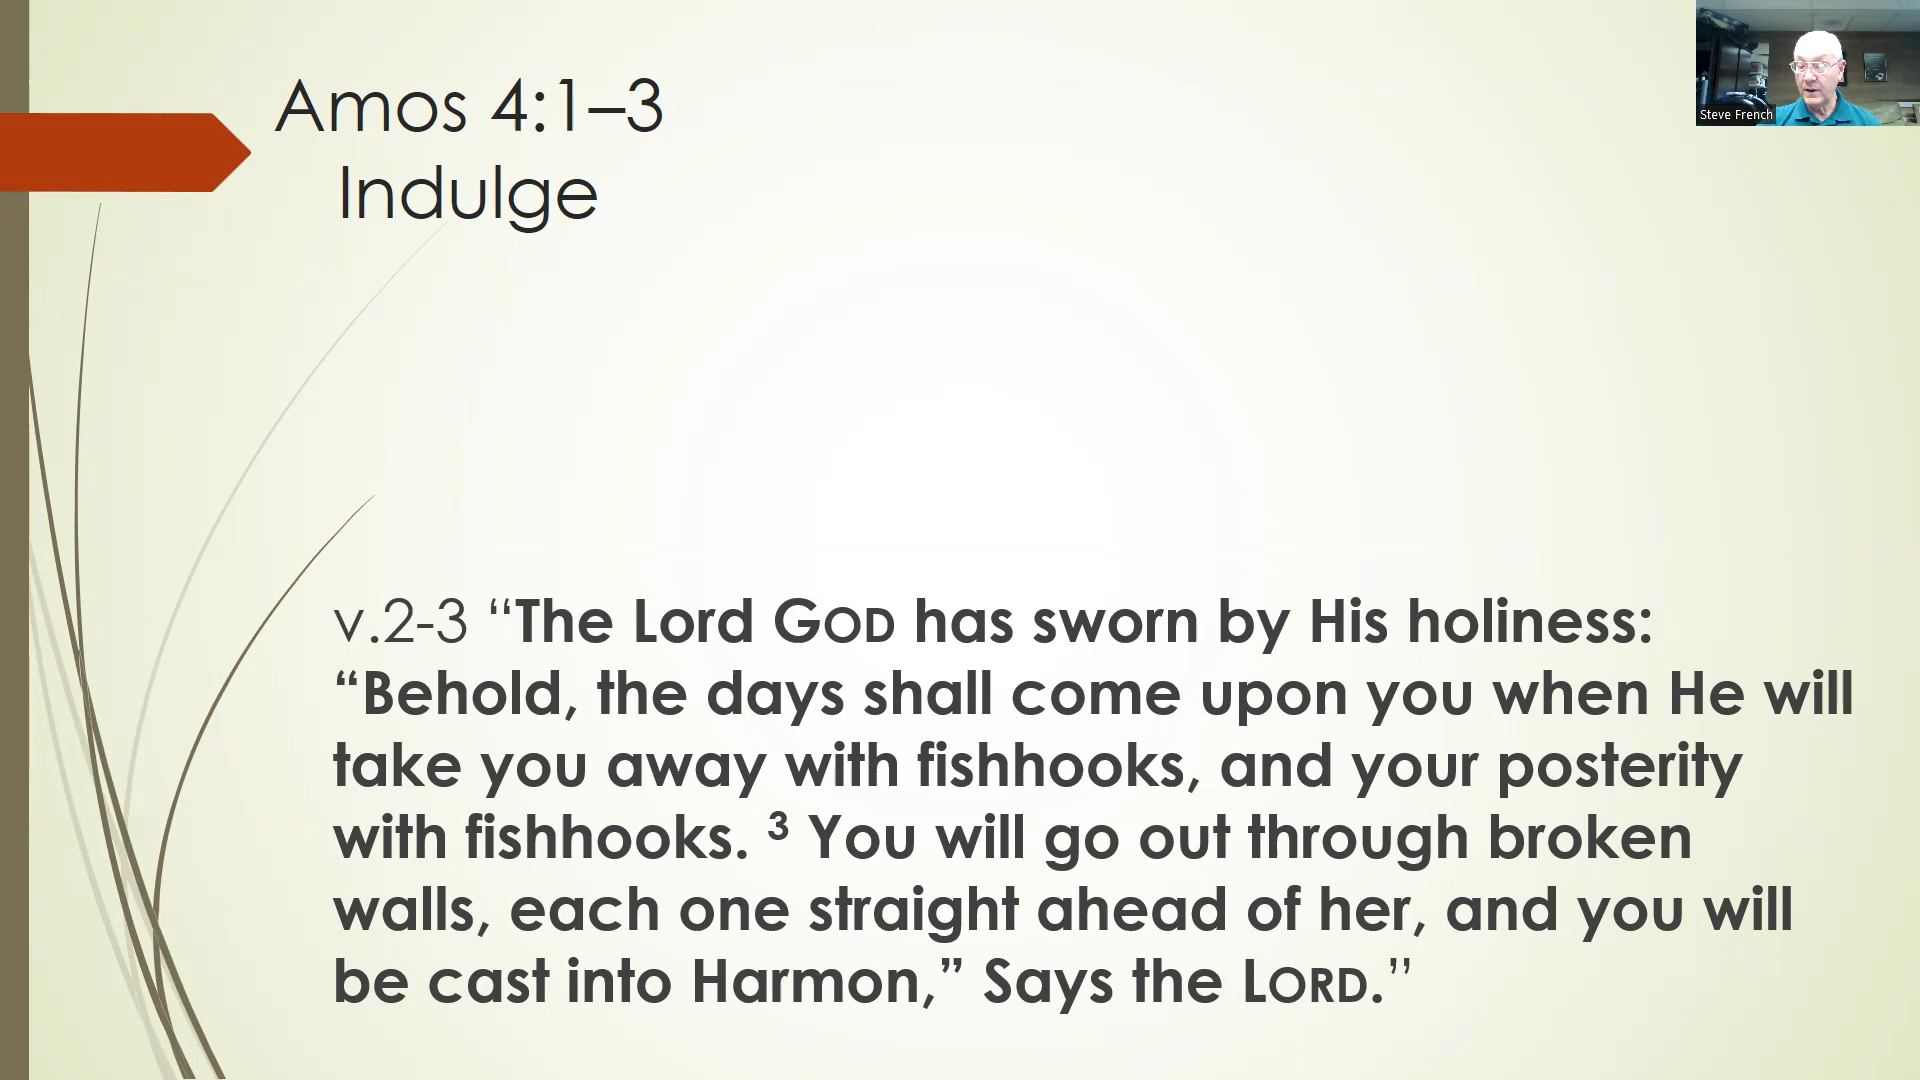 Amos 4:1–3
Indulge
Steve French
v.2-3 “The Lord GOD has sworn by His holiness:
“Behold, the days shall come upon you when He will
take you away with fishhooks, and your posterity
with fishhooks. ³ You will go out through broken
walls, each one straight ahead of her, and you will
be cast into Harmon,” Says the LORD.”